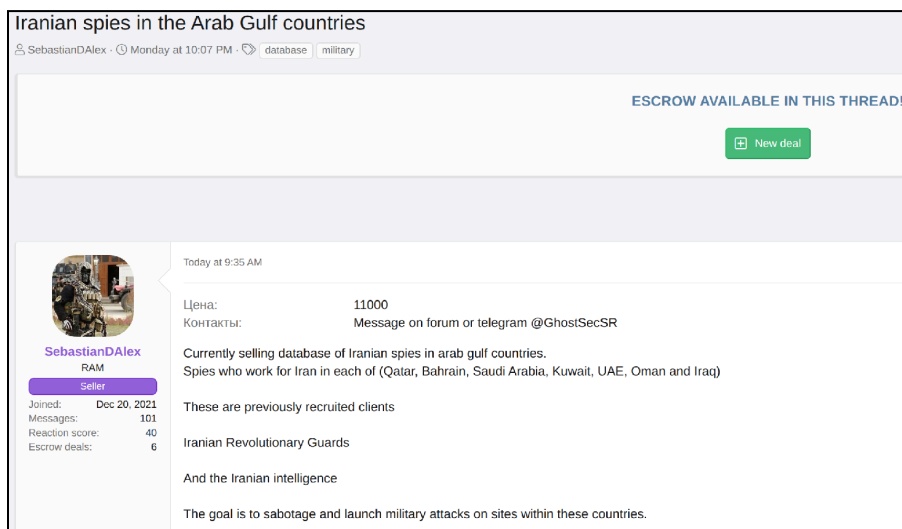 Iranian spies in the Arab Gulf countries
SebastianDAlex · Monday at 10:07 PM · database military
ESCROW AVAILABLE IN THIS THREAD!
New deal
Today at 9:35 AM
Цена: 11000
Контакты: Message on forum or telegram @GhostSecSR
SebastianDAlex
RAM
Seller
Joined: Dec 20, 2021
Messages: 101
Reaction score: 40
Escrow deals: 6
Currently selling database of Iranian spies in arab gulf countries.
Spies who work for Iran in each of (Qatar, Bahrain, Saudi Arabia, Kuwait, UAE, Oman and Iraq)
These are previously recruited clients
Iranian Revolutionary Guards
And the Iranian intelligence
The goal is to sabotage and launch military attacks on sites within these countries.